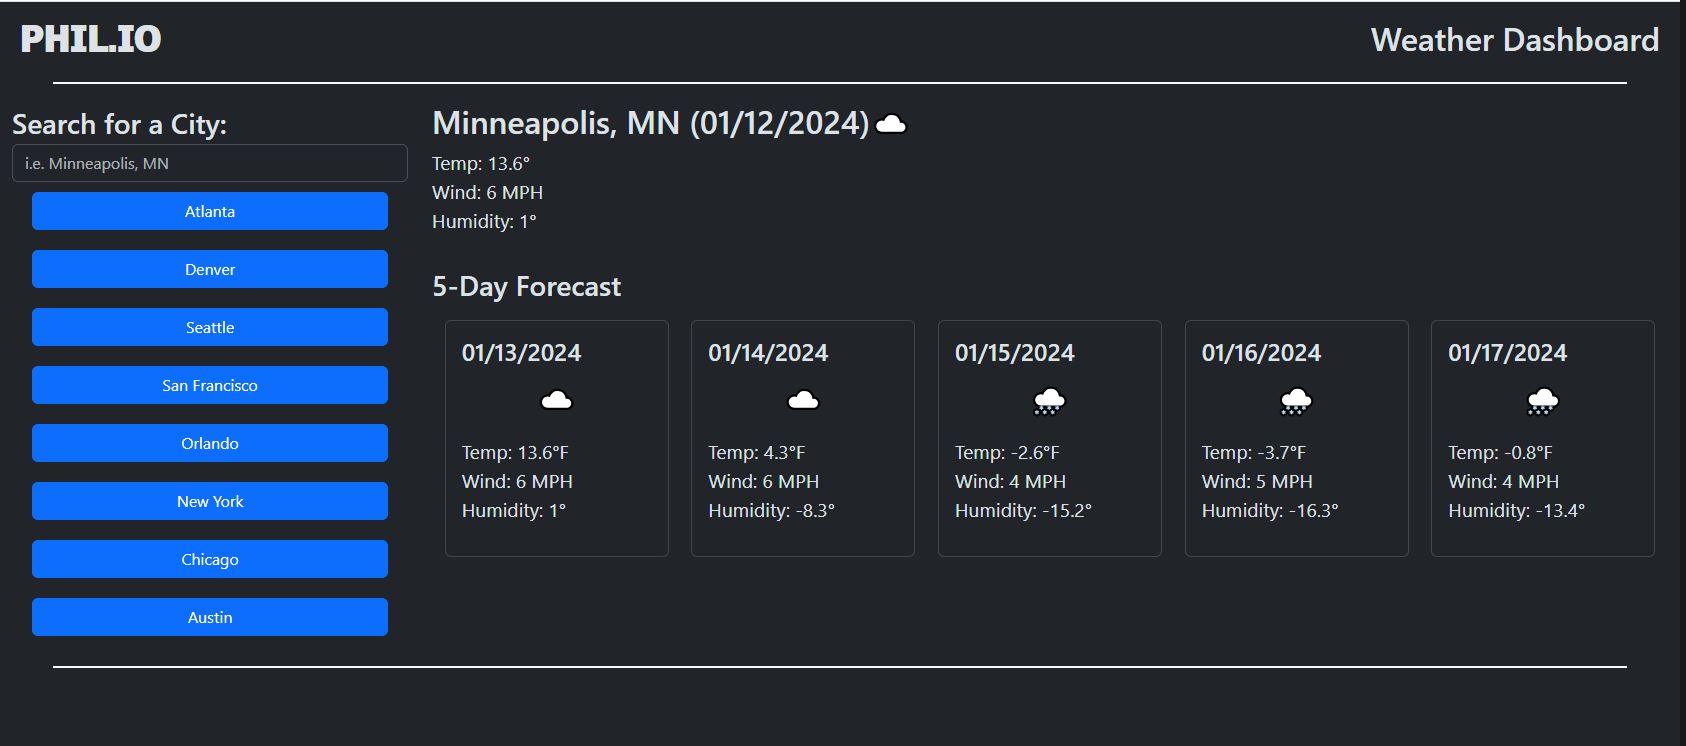 PHIL.IO
Weather Dashboard
Search for a City:
i.e. Minneapolis, MN
Atlanta
Denver
Seattle
San Francisco
Orlando
New York
Chicago
Austin
Minneapolis, MN (01/12/2024)
Temp: 13.6°
Wind: 6 MPH
Humidity: 1°
5-Day Forecast
01/13/2024
Temp: 13.6°F
Wind: 6 MPH
Humidity: 1°
01/14/2024
Temp: 4.3°F
Wind: 6 MPH
Humidity: -8.3°
01/15/2024
Temp: -2.6°F
Wind: 4 MPH
Humidity: -15.2°
01/16/2024
Temp: -3.7°F
Wind: 5 MPH
Humidity: -16.3°
01/17/2024
Temp: -0.8°F
Wind: 4 MPH
Humidity: -13.4°